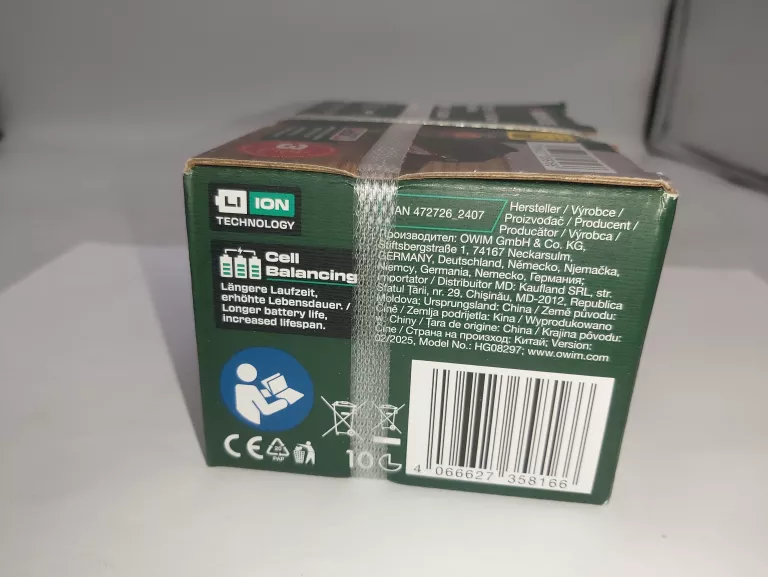 LI ION
TECHNOLOGY
Cell
Balancing
Längere Laufzeit,
erhöhte Lebensdauer. /
Longer battery life,
increased lifespan.
IAN 472726_2407
Hersteller / Výrobce /
Proizvođač / Producent /
Producător / Výrobca /
Производител: OWIM GmbH & Co. KG,
Stiftsbergstraße 1, 74167 Neckarsulm,
GERMANY, Deutschland, Německo, Njemačka,
Niemcy, Germania, Nemecko, Германия;
Importator / Distribuitor MD: Kaufland SRL, str.
Sfatul Țării, nr. 29, Chișinău, MD-2012, Republica
Moldova; Ursprungsland: China / Země původu:
/ Zemlja podrijetla: Kina / Wyprodukowano
w Chiny / Țara de origine: China / Krajina pôvodu:
/ Страна на произход: Китай; Version:
02/2025, Model No.: HG08297; www.owim.com
CE
PAP
10
4 066627 358166